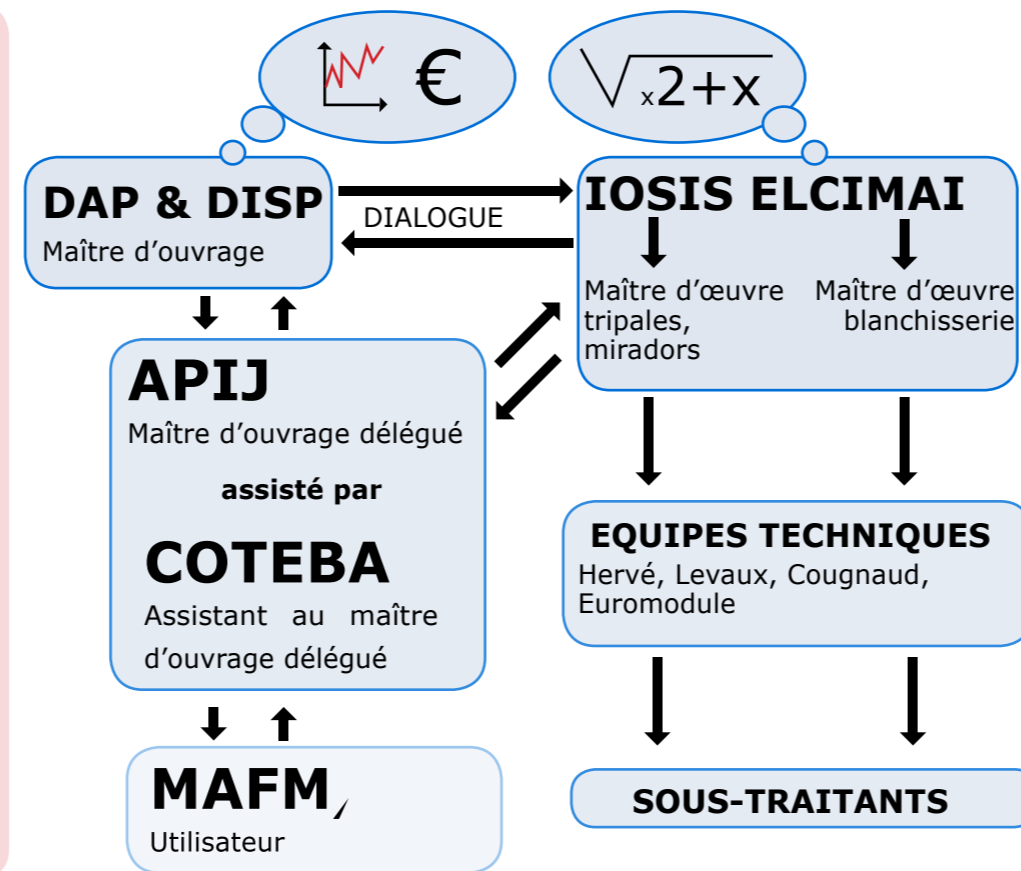 €
√x2+x
DAP & DISP
Maître d'ouvrage
DIALOGUE
IOSIS ELCIMAI
Maître d'œuvre
tripales,
miradors
Maître d'œuvre
blanchisserie
APIJ
Maître d'ouvrage délégué
assisté par
COTEBA
Assistant au maître
d'ouvrage délégué
EQUIPES TECHNIQUES
Hervé, Levaux, Cougnaud,
Euromodule
MAFM,
Utilisateur
SOUS-TRAITANTS